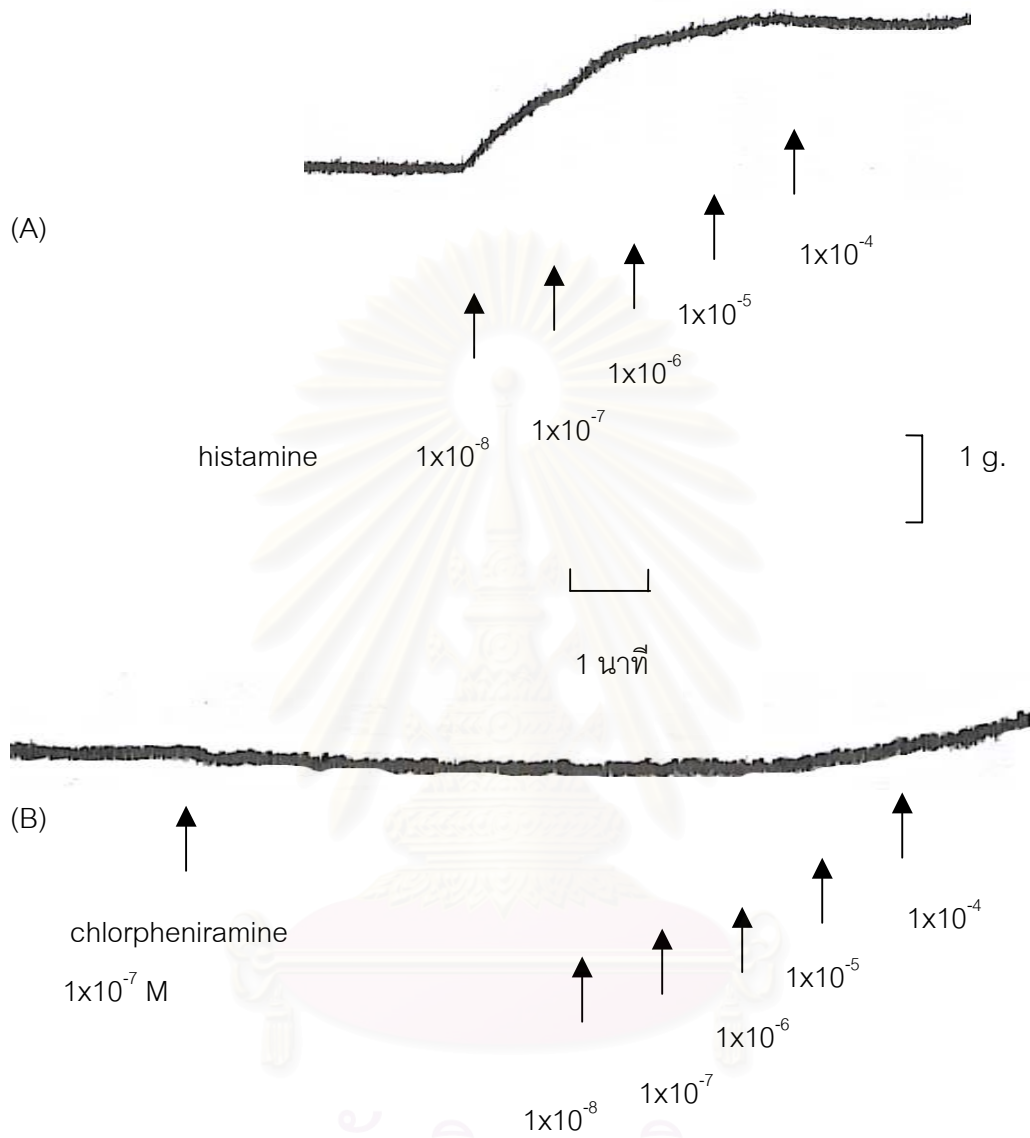 (A)
1x10⁻⁴
1x10⁻⁵
1x10⁻⁶
1x10⁻⁷
histamine 1x10⁻⁸
1 g.
1 นาที
(B)
1x10⁻⁴
chlorpheniramine
1x10⁻⁵
1x10⁻⁷ M
1x10⁻⁶
1x10⁻⁷
1x10⁻⁸